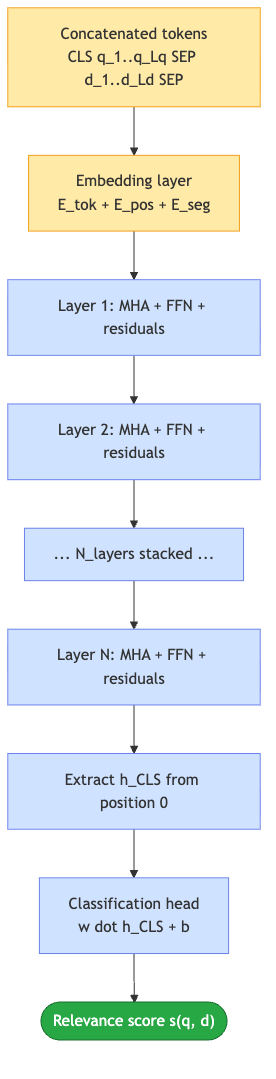 Concatenated tokens
CLS q_1..q_Lq SEP
d_1..d_Ld SEP
Embedding layer
E_tok + E_pos + E_seg
Layer 1: MHA + FFN +
residuals
Layer 2: MHA + FFN +
residuals
... N_layers stacked ...
Layer N: MHA + FFN +
residuals
Extract h_CLS from
position 0
Classification head
w dot h_CLS + b
Relevance score s(q, d)